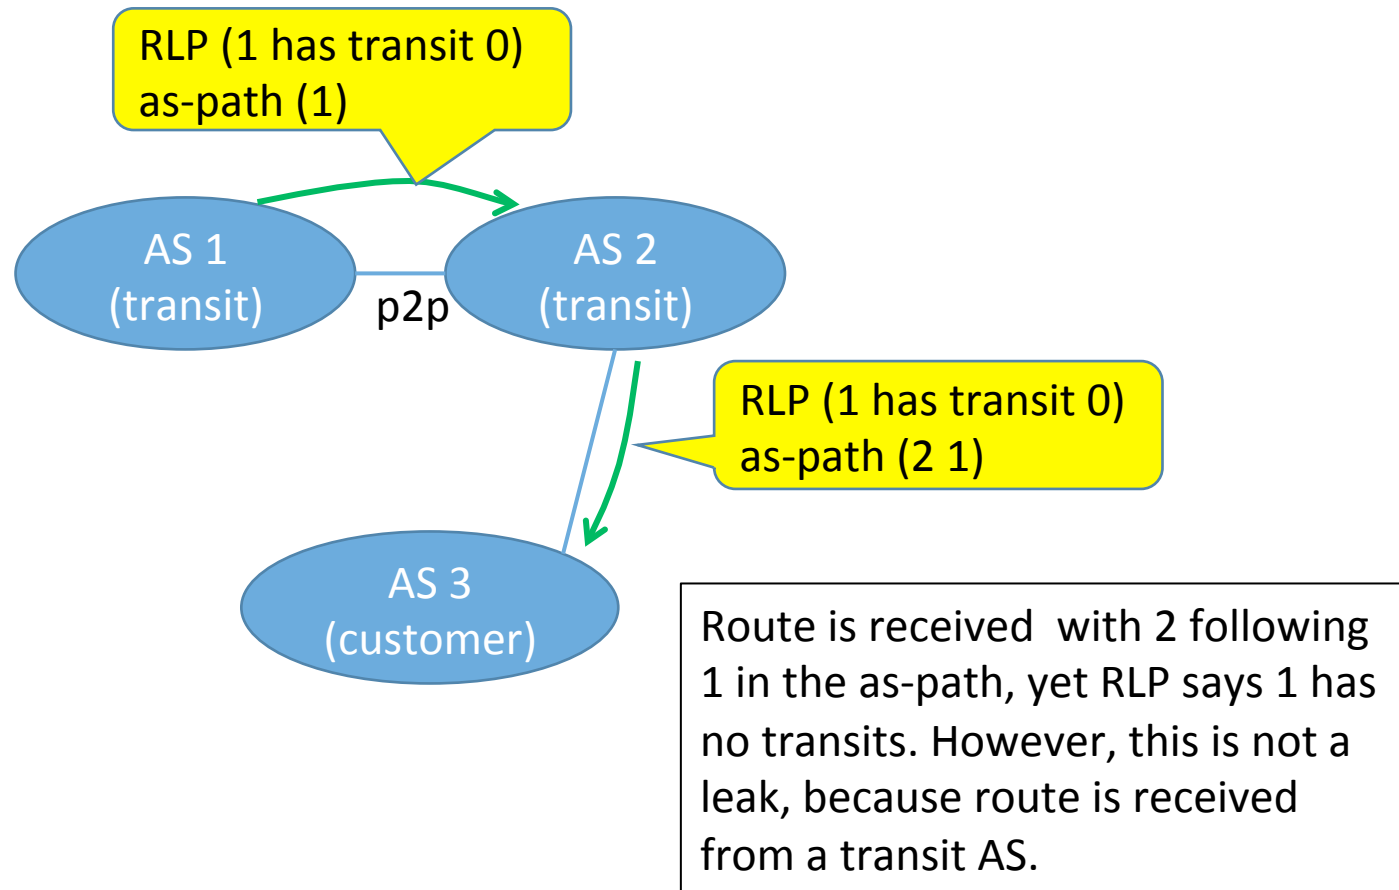 RLP (1 has transit 0)
as-path (1)
AS 1
(transit)
p2p
AS 2
(transit)
RLP (1 has transit 0)
as-path (2 1)
AS 3
(customer)
Route is received  with 2 following
1 in the as-path, yet RLP says 1 has
no transits. However, this is not a
leak, because route is received
from a transit AS.